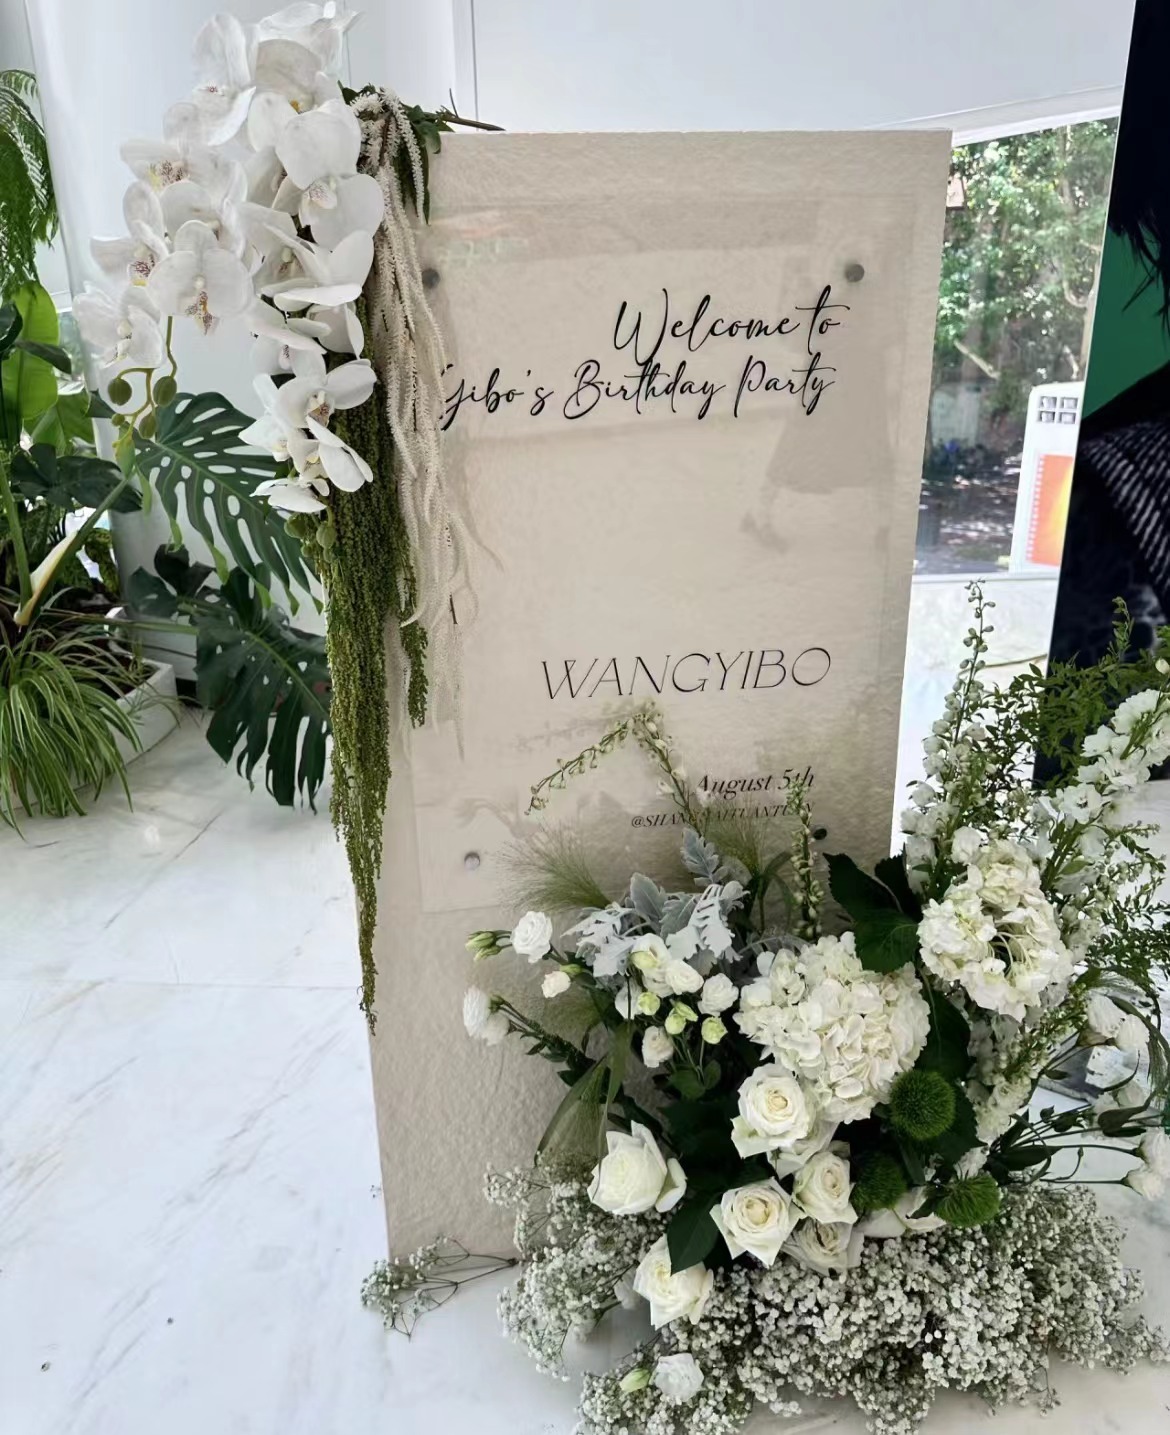 Welcome to
Yibo's Birthday Party
WANGYIBO
August 5th